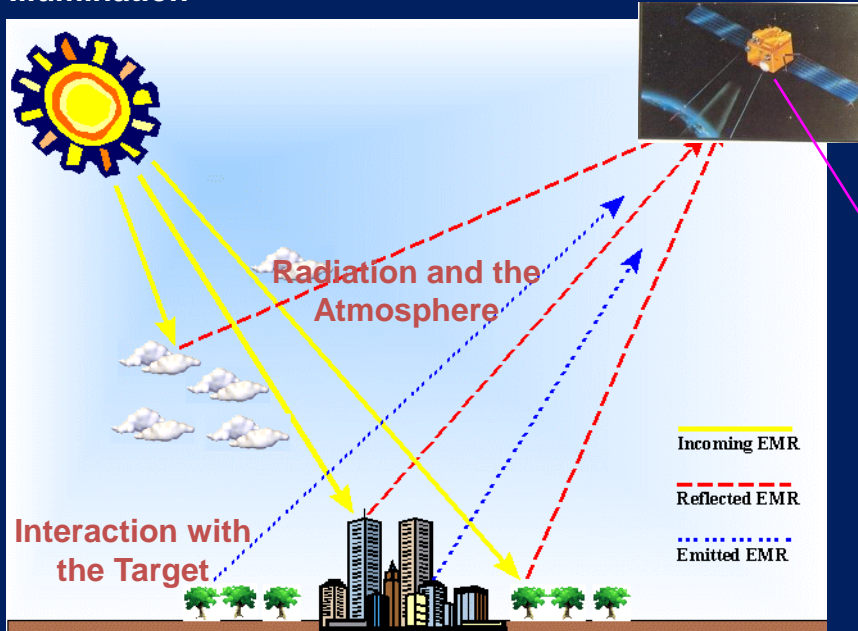 Radiation and the
Atmosphere
Incoming EMR
Reflected EMR
Emitted EMR
Interaction with
the Target